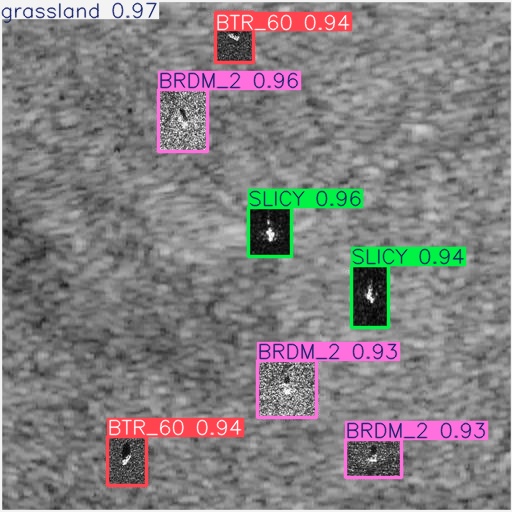 grassland 0.97
BTR_60 0.94
BRDM_2 0.96
SLICY 0.96
SLICY 0.94
BRDM_2 0.93
BTR_60 0.94
BRDM_2 0.93